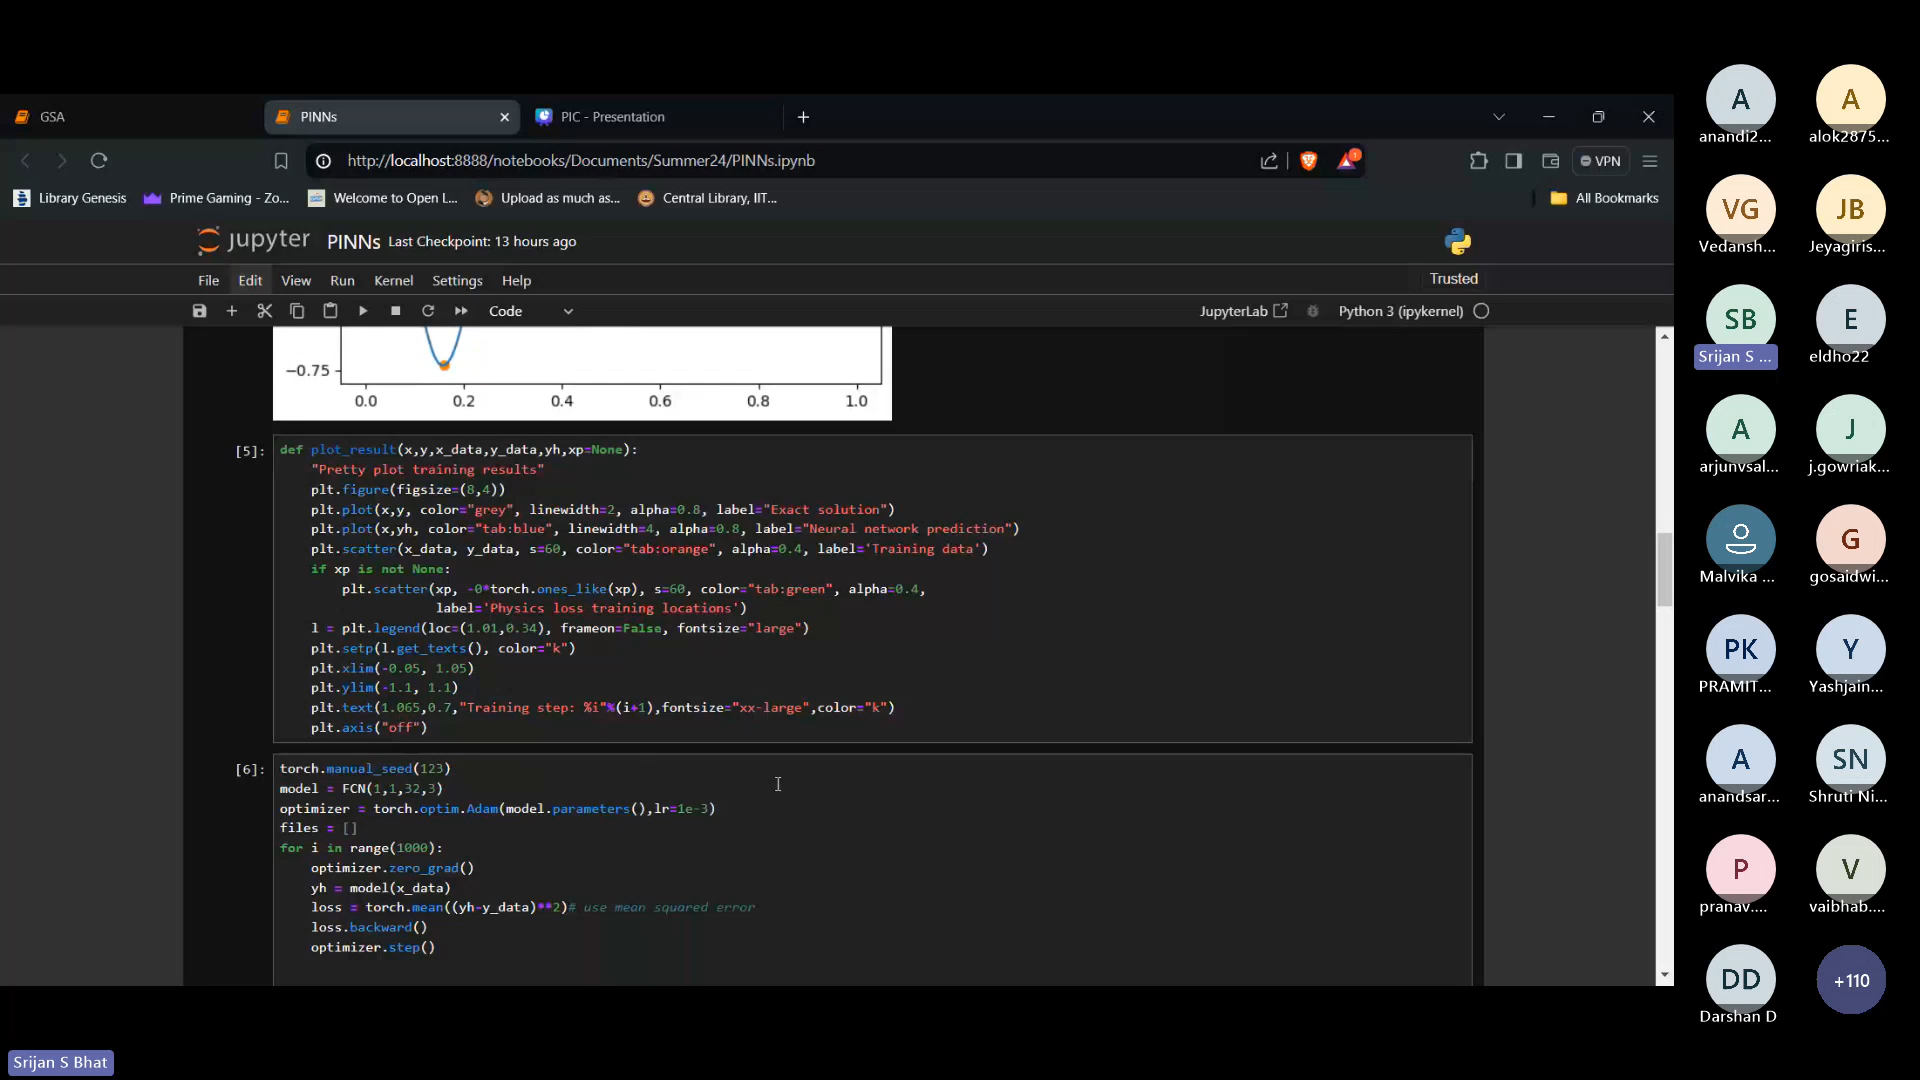 GSA
PINNs
PIC - Presentation
http://localhost:8888/notebooks/Documents/Summer24/PINNs.ipynb
1
VPN
Library Genesis
Prime Gaming - Zo...
Welcome to Open L...
Upload as much as...
Central Library, IIT...
All Bookmarks
jupyter PINNs Last Checkpoint: 13 hours ago
File Edit View Run Kernel Settings Help
Trusted
Code
JupyterLab
Python 3 (ipykernel)
−0.75
0.0 0.2 0.4 0.6 0.8 1.0
[5]:
def plot_result(x,y,x_data,y_data,yh,xp=None):
    "Pretty plot training results"
    plt.figure(figsize=(8,4))
    plt.plot(x,y, color="grey", linewidth=2, alpha=0.8, label="Exact solution")
    plt.plot(x,yh, color="tab:blue", linewidth=4, alpha=0.8, label="Neural network prediction")
    plt.scatter(x_data, y_data, s=60, color="tab:orange", alpha=0.4, label='Training data')
    if xp is not None:
        plt.scatter(xp, -0*torch.ones_like(xp), s=60, color="tab:green", alpha=0.4,
                    label='Physics loss training locations')
    l = plt.legend(loc=(1.01,0.34), frameon=False, fontsize="large")
    plt.setp(l.get_texts(), color="k")
    plt.xlim(-0.05, 1.05)
    plt.ylim(-1.1, 1.1)
    plt.text(1.065,0.7,"Training step: %i"%(i+1),fontsize="xx-large",color="k")
    plt.axis("off")
[6]:
torch.manual_seed(123)
model = FCN(1,1,32,3)
optimizer = torch.optim.Adam(model.parameters(),lr=1e-3)
files = []
for i in range(1000):
    optimizer.zero_grad()
    yh = model(x_data)
    loss = torch.mean((yh-y_data)**2)# use mean squared error
    loss.backward()
    optimizer.step()
A
anandi2...
A
alok2875...
VG
Vedansh...
JB
Jeyagiris...
SB
Srijan S ...
E
eldho22
A
arjunvsal...
J
j.gowriak...
Malvika ...
G
gosaidwi...
PK
PRAMIT...
Y
Yashjain...
A
anandsar...
SN
Shruti Ni...
P
pranav....
V
vaibhab....
DD
Darshan D
+110
Srijan S Bhat